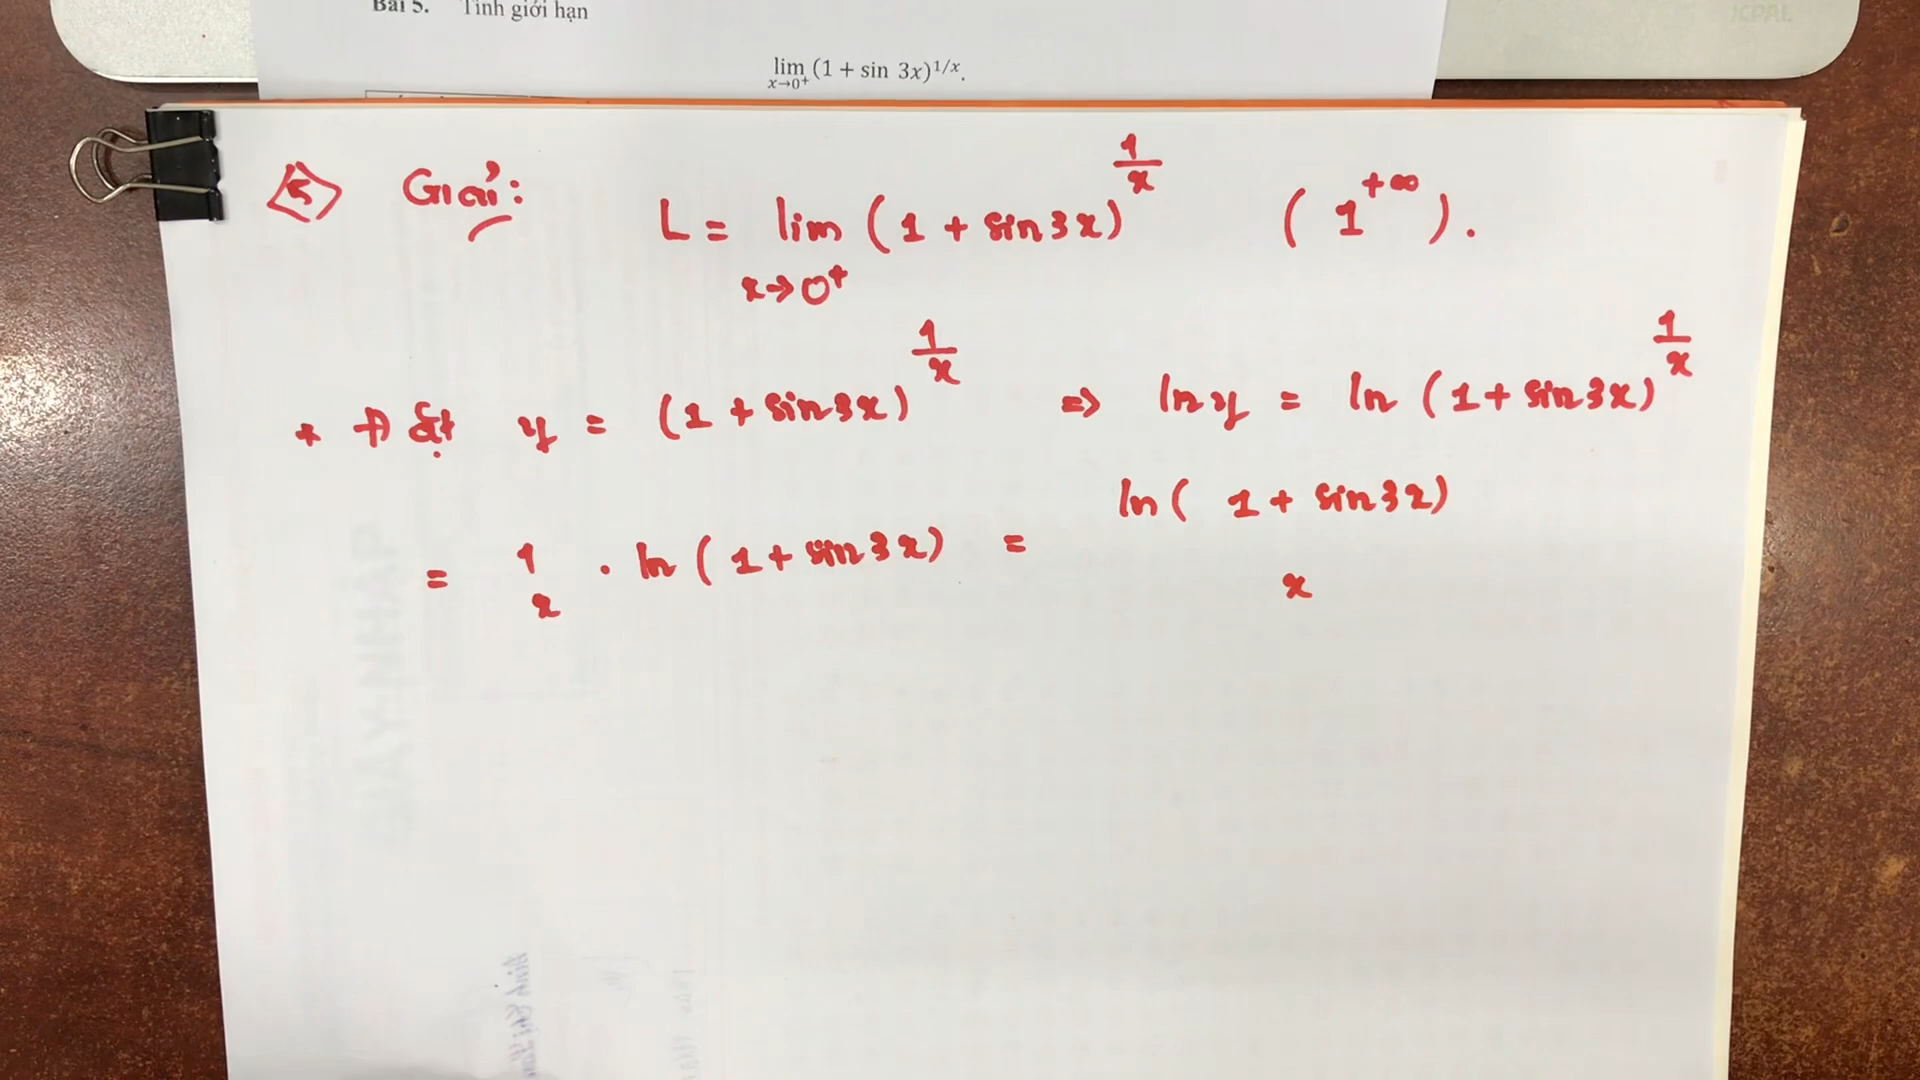 JCPAL
Bài 5. Tính giới hạn
lim (1 + sin 3x)^{1/x}.
x→0⁺
5 Giải: L = lim (1 + sin3x)^{1/x} (1^{+∞}).
x→0⁺
* Đặt y = (1 + sin3x)^{1/x} => ln y = ln (1 + sin3x)^{1/x}
= 1/x · ln (1 + sin3x) = ln(1 + sin3x) / x